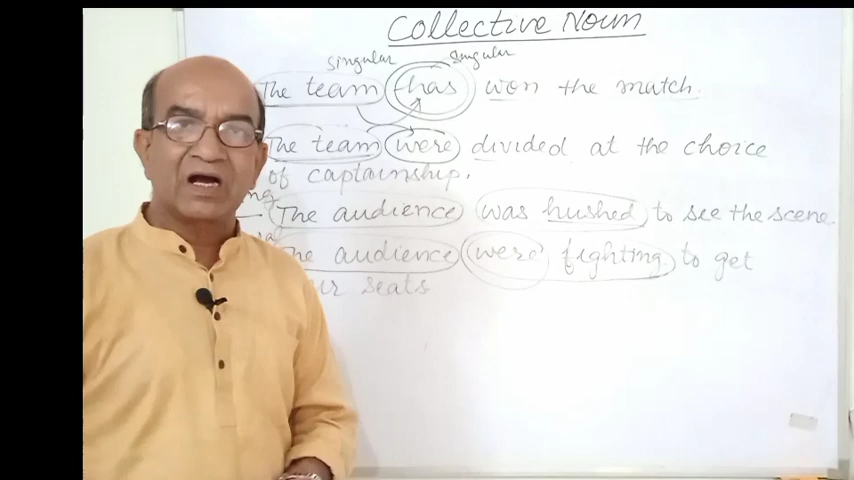 Collective Noun
singular singular
The team has won the match.
The team were divided at the choice
of captainship.
The audience was hushed to see the scene.
The audience were fighting to get
seats